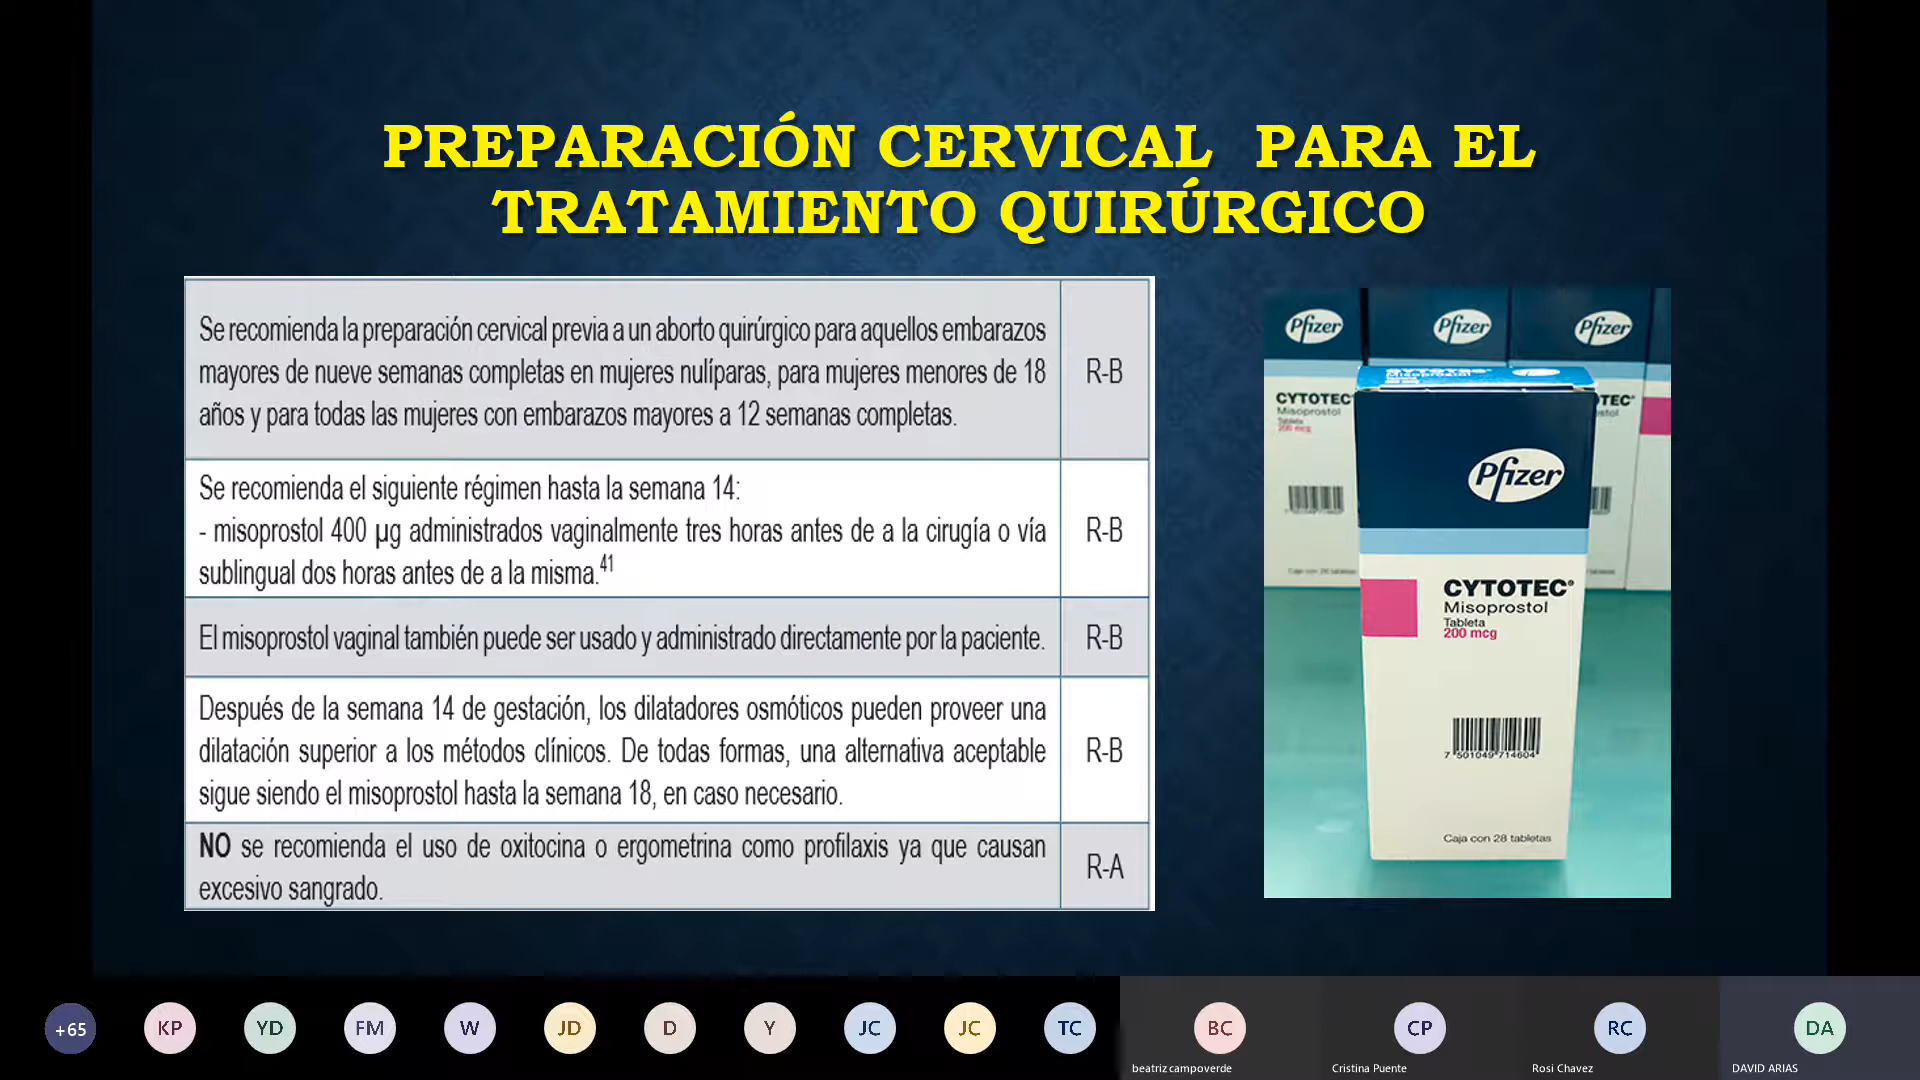 PREPARACIÓN CERVICAL PARA EL
TRATAMIENTO QUIRÚRGICO
Se recomienda la preparación cervical previa a un aborto quirúrgico para aquellos embarazos
mayores de nueve semanas completas en mujeres nulíparas, para mujeres menores de 18
años y para todas las mujeres con embarazos mayores a 12 semanas completas.
R-B
Se recomienda el siguiente régimen hasta la semana 14:
- misoprostol 400 µg administrados vaginalmente tres horas antes de a la cirugía o vía
sublingual dos horas antes de a la misma.41
R-B
El misoprostol vaginal también puede ser usado y administrado directamente por la paciente.
R-B
Después de la semana 14 de gestación, los dilatadores osmóticos pueden proveer una
dilatación superior a los métodos clínicos. De todas formas, una alternativa aceptable
sigue siendo el misoprostol hasta la semana 18, en caso necesario.
R-B
NO se recomienda el uso de oxitocina o ergometrina como profilaxis ya que causan
excesivo sangrado.
R-A
Pfizer
Pfizer
Pfizer
CYTOTEC
Misoprostol
Tableta
200 mcg
Pfizer
CYTOTEC®
Misoprostol
Tableta
200 mcg
7 501049 714604
Caja con 28 tabletas
+65
KP
YD
FM
W
JD
D
Y
JC
JC
TC
BC
beatriz campoverde
CP
Cristina Puente
RC
Rosi Chavez
DA
DAVID ARIAS